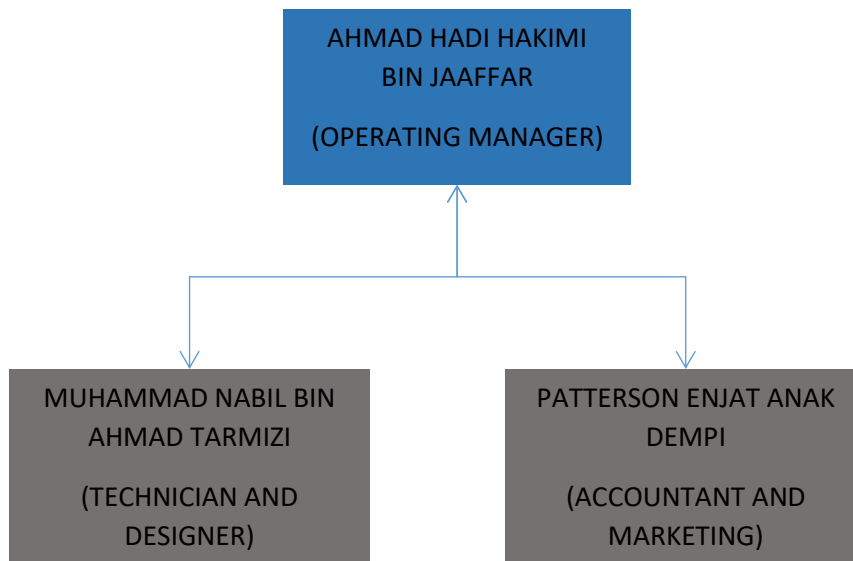 AHMAD HADI HAKIMI
BIN JAAFFAR
(OPERATING MANAGER)
MUHAMMAD NABIL BIN
AHMAD TARMIZI
(TECHNICIAN AND
DESIGNER)
PATTERSON ENJAT ANAK
DEMPI
(ACCOUNTANT AND
MARKETING)